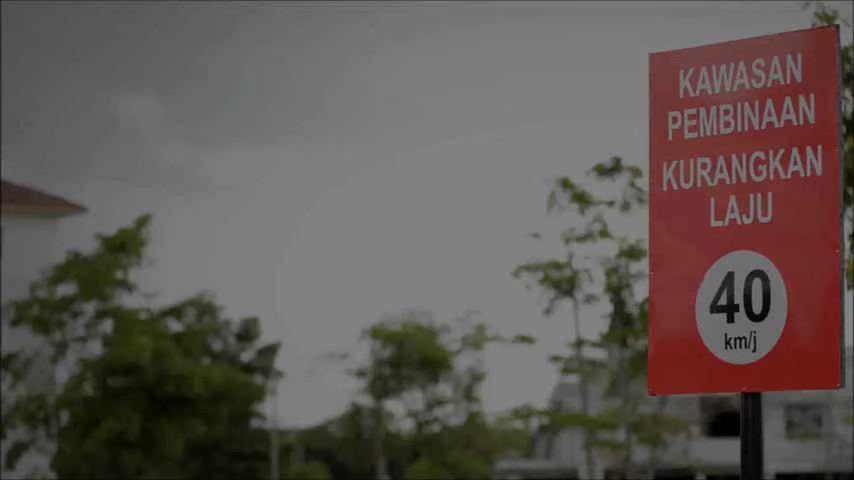 KAWASAN
PEMBINAAN
KURANGKAN
LAJU
40
km/j